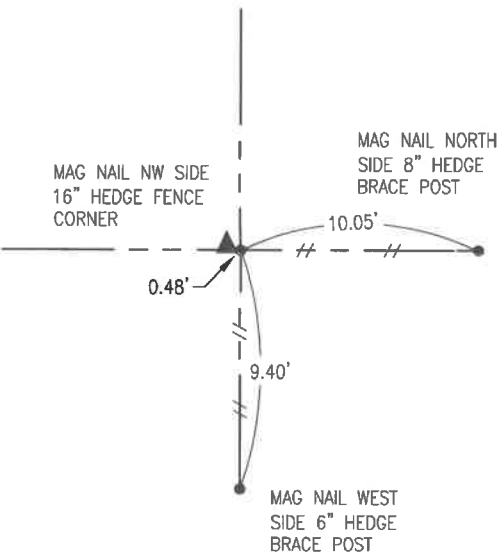 MAG NAIL NORTH
SIDE 8" HEDGE
BRACE POST
MAG NAIL NW SIDE
16" HEDGE FENCE
CORNER
10.05'
0.48'
9.40'
MAG NAIL WEST
SIDE 6" HEDGE
BRACE POST